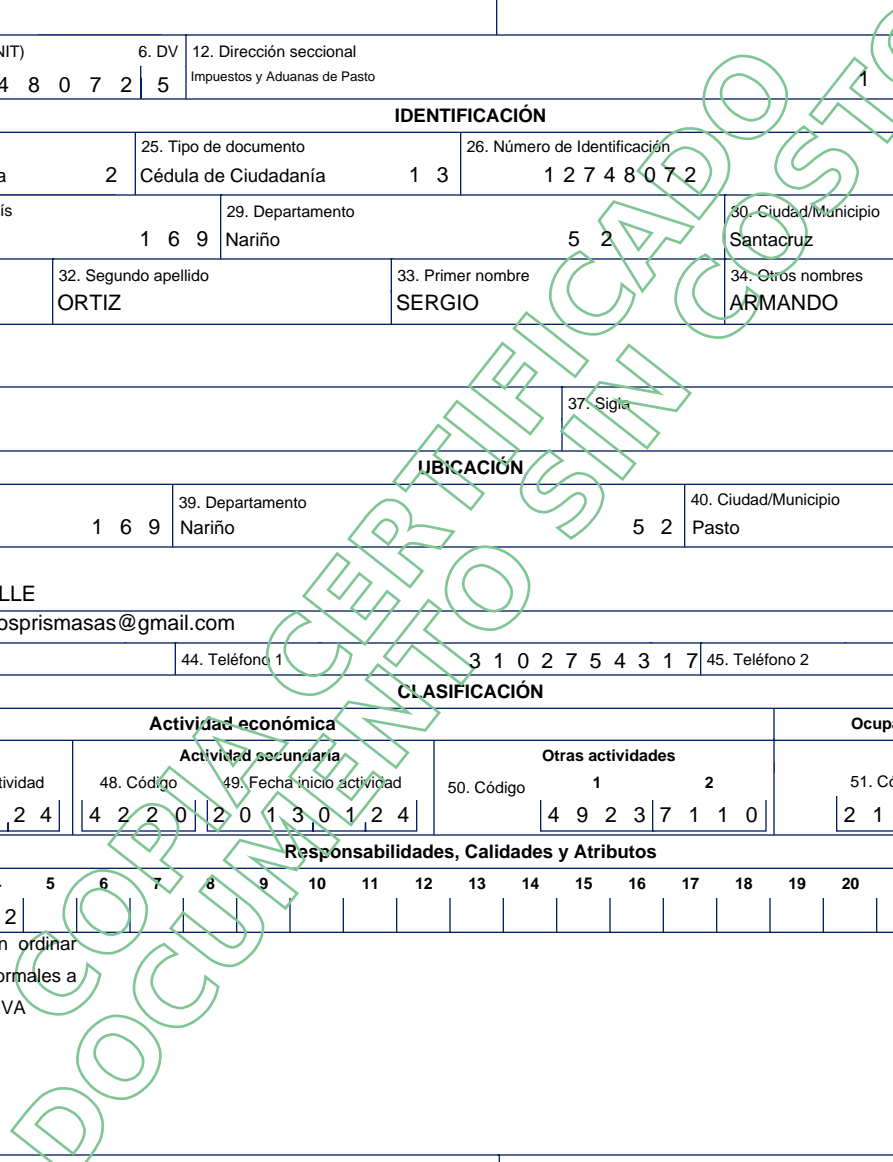 NIT) 6. DV 12. Dirección seccional
4 8 0 7 2 5 Impuestos y Aduanas de Pasto 1
IDENTIFICACIÓN
25. Tipo de documento 26. Número de Identificación
a 2 Cédula de Ciudadanía 1 3 1 2 7 4 8 0 7 2
ís 29. Departamento 30. Ciudad/Municipio
1 6 9 Nariño 5 2 Santacruz
32. Segundo apellido 33. Primer nombre 34. Otros nombres
ORTIZ SERGIO ARMANDO
37. Sigla
UBICACIÓN
39. Departamento 40. Ciudad/Municipio
1 6 9 Nariño 5 2 Pasto
LLE
osprismasas@gmail.com
44. Teléfono 1 3 1 0 2 7 5 4 3 1 7 45. Teléfono 2
CLASIFICACIÓN
Actividad económica Ocupa
Actividad secundaria Otras actividades
tividad 48. Código 49. Fecha inicio actividad 50. Código 1 2 51. Có
2 4 4 2 2 0 2 0 1 3 0 1 2 4 4 9 2 3 7 1 1 0 2 1
Responsabilidades, Calidades y Atributos
5 6 7 8 9 10 11 12 13 14 15 16 17 18 19 20
2
n ordinar
ormales a
VA
COPIA CERTIFICADO
DOCUMENTO SIN COSTO